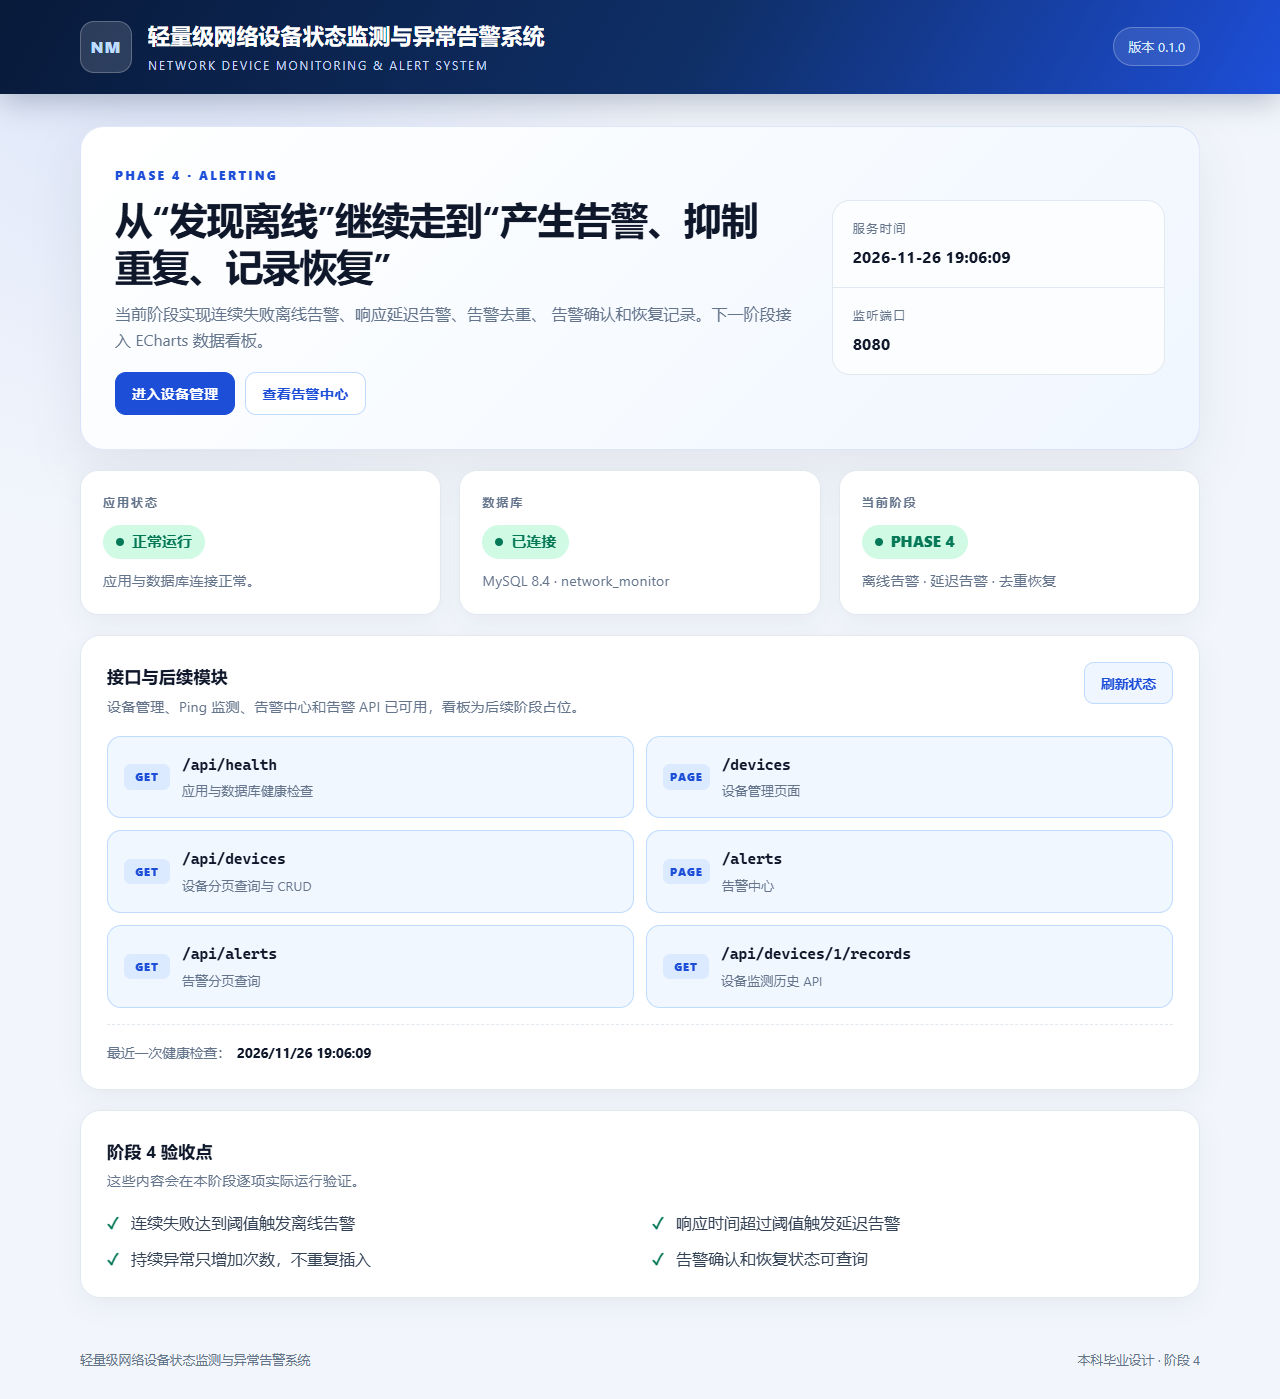 NM
轻量级网络设备状态监测与异常告警系统
NETWORK DEVICE MONITORING & ALERT SYSTEM
版本 0.1.0
PHASE 4 · ALERTING
从“发现离线”继续走到“产生告警、抑制
重复、记录恢复”
当前阶段实现连续失败离线告警、响应延迟告警、告警去重、 告警确认和恢复记录。下一阶段接
入 ECharts 数据看板。
进入设备管理
查看告警中心
服务时间
2026-11-26 19:06:09
监听端口
8080
应用状态
正常运行
应用与数据库连接正常。
数据库
已连接
MySQL 8.4 · network_monitor
当前阶段
PHASE 4
离线告警 · 延迟告警 · 去重恢复
接口与后续模块
设备管理、Ping 监测、告警中心和告警 API 已可用，看板为后续阶段占位。
刷新状态
GET
/api/health
应用与数据库健康检查
PAGE
/devices
设备管理页面
GET
/api/devices
设备分页查询与 CRUD
PAGE
/alerts
告警中心
GET
/api/alerts
告警分页查询
GET
/api/devices/1/records
设备监测历史 API
最近一次健康检查： 2026/11/26 19:06:09
阶段 4 验收点
这些内容会在本阶段逐项实际运行验证。
✓ 连续失败达到阈值触发离线告警
✓ 响应时间超过阈值触发延迟告警
✓ 持续异常只增加次数，不重复插入
✓ 告警确认和恢复状态可查询
轻量级网络设备状态监测与异常告警系统
本科毕业设计 · 阶段 4